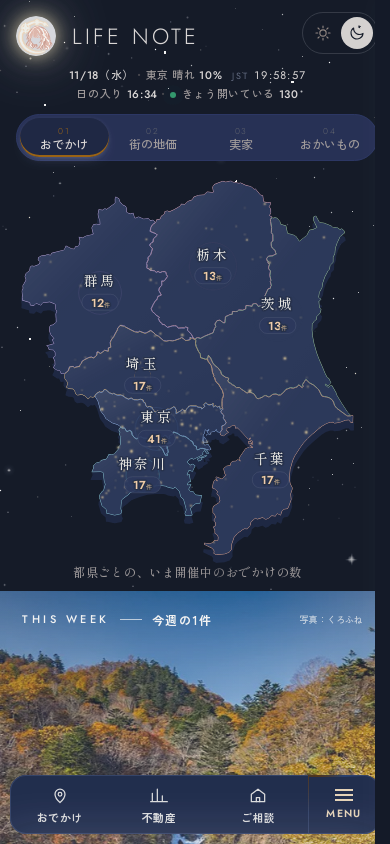 LIFE NOTE
11/18（水） · 東京 晴れ 10% JST 19:58:57
日の入り 16:34 · きょう開いている 130
01
おでかけ
02
街の地価
03
実家
04
おかいもの
栃木
13件
群馬
12件
茨城
13件
埼玉
17件
東京
41件
神奈川
17件
千葉
17件
都県ごとの、いま開催中のおでかけの数
THIS WEEK — 今週の1件
写真：くろふね
おでかけ
不動産
ご相談
MENU